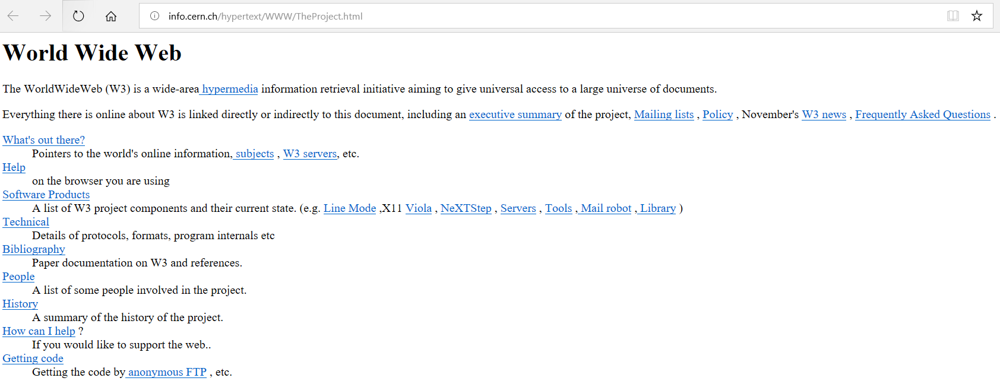 info.cern.ch/hypertext/WWW/TheProject.html
World Wide Web
The WorldWideWeb (W3) is a wide-area hypermedia information retrieval initiative aiming to give universal access to a large universe of documents.
Everything there is online about W3 is linked directly or indirectly to this document, including an executive summary of the project, Mailing lists , Policy , November's W3 news , Frequently Asked Questions .
What's out there?
Pointers to the world's online information, subjects , W3 servers, etc.
Help
on the browser you are using
Software Products
A list of W3 project components and their current state. (e.g. Line Mode ,X11 Viola , NeXTStep , Servers , Tools , Mail robot , Library )
Technical
Details of protocols, formats, program internals etc
Bibliography
Paper documentation on W3 and references.
People
A list of some people involved in the project.
History
A summary of the history of the project.
How can I help ?
If you would like to support the web..
Getting code
Getting the code by anonymous FTP , etc.